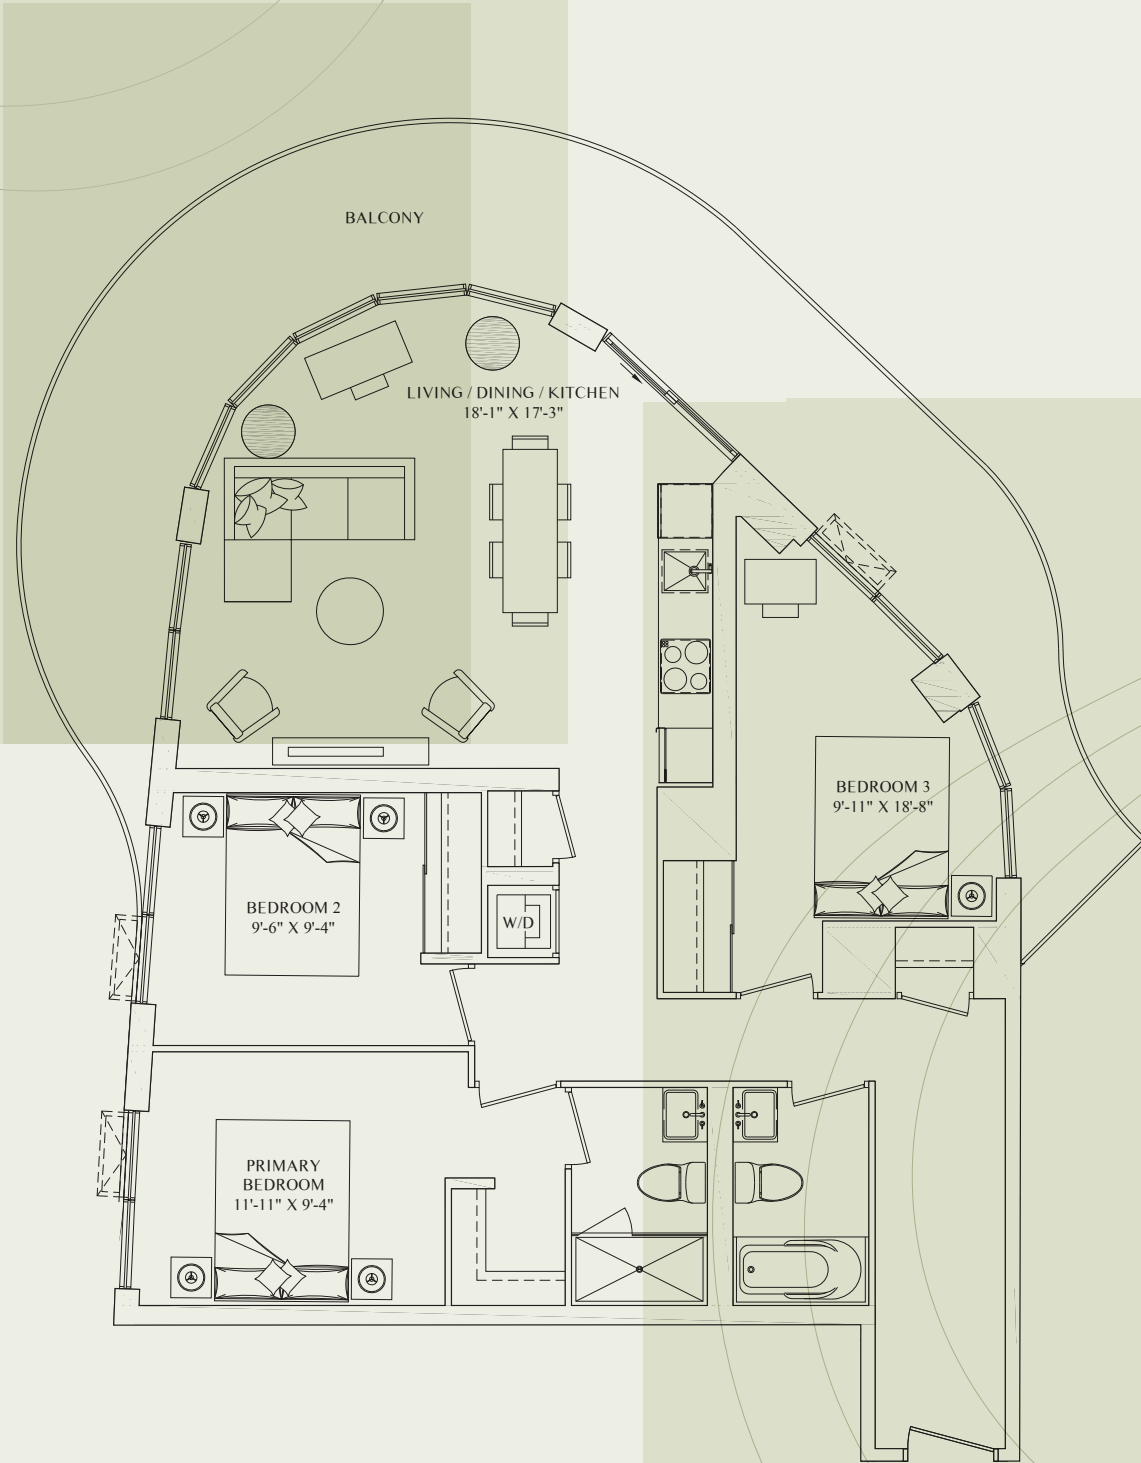 BALCONY
LIVING / DINING / KITCHEN
18'-1" X 17'-3"
BEDROOM 3
9'-11" X 18'-8"
BEDROOM 2
9'-6" X 9'-4"
W/D
PRIMARY
BEDROOM
11'-11" X 9'-4"